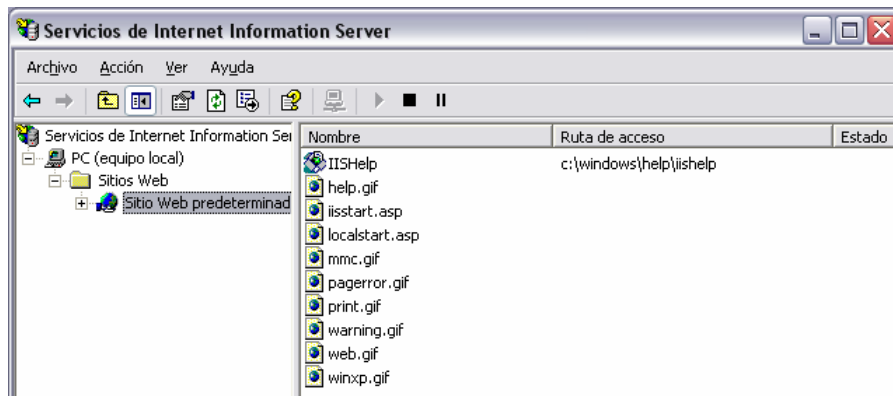 Servicios de Internet Information Server
Archivo Acción Ver Ayuda
Servicios de Internet Information Ser
PC (equipo local)
Sitios Web
Sitio Web predeterminad
Nombre Ruta de acceso Estado
IISHelp c:\windows\help\iishelp
help.gif
iisstart.asp
localstart.asp
mmc.gif
pagerror.gif
print.gif
warning.gif
web.gif
winxp.gif